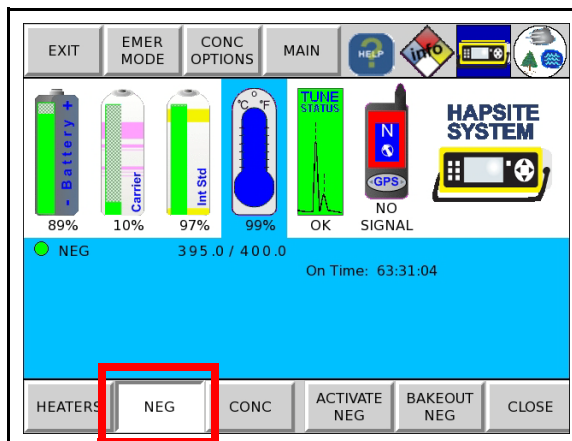 EXIT
EMER
MODE
CONC
OPTIONS
MAIN
HELP
info
- Battery +
Carrier
Int Std
°C °F
TUNE
STATUS
N
GPS
HAPSITE
SYSTEM
89%
10%
97%
99%
OK
NO
SIGNAL
NEG 395.0 / 400.0
On Time: 63:31:04
HEATERS
NEG
CONC
ACTIVATE
NEG
BAKEOUT
NEG
CLOSE